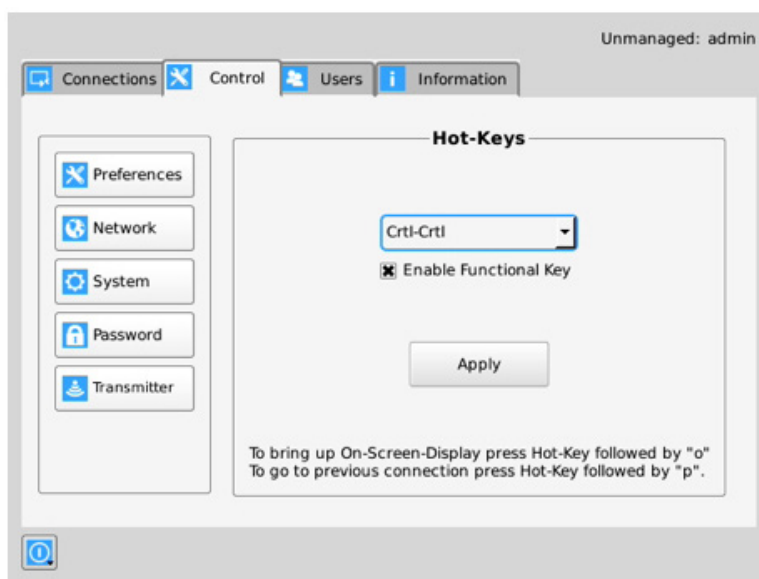 Unmanaged: admin
Connections Control Users Information
Hot-Keys
Preferences
Network
System
Password
Transmitter
Crtl-Crtl
Enable Functional Key
Apply
To bring up On-Screen-Display press Hot-Key followed by "o"
To go to previous connection press Hot-Key followed by "p".